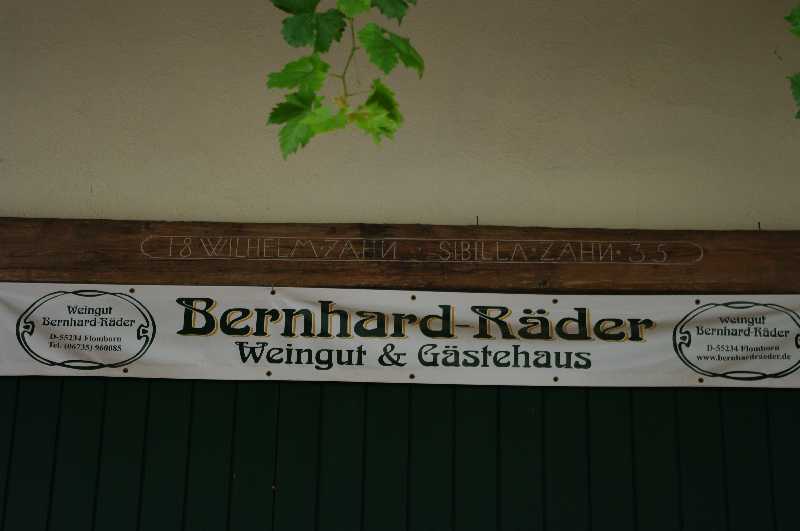 18 WILHELM·ZAHN · SIBILLA·ZAHN·35
Weingut
Bernhard-Räder
D-55234 Flomborn
Tel. (06735) 960085
Bernhard-Räder
Weingut & Gästehaus
Weingut
Bernhard-Räder
D-55234 Flomborn
www.bernhardraeder.de